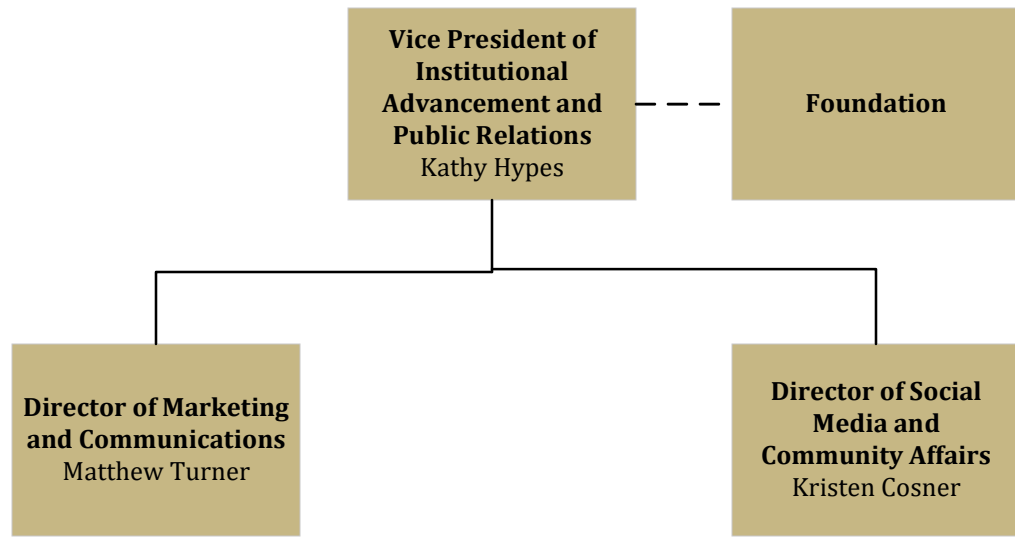 Vice President of
Institutional
Advancement and
Public Relations
Kathy Hypes
Foundation
Director of Marketing
and Communications
Matthew Turner
Director of Social
Media and
Community Affairs
Kristen Cosner